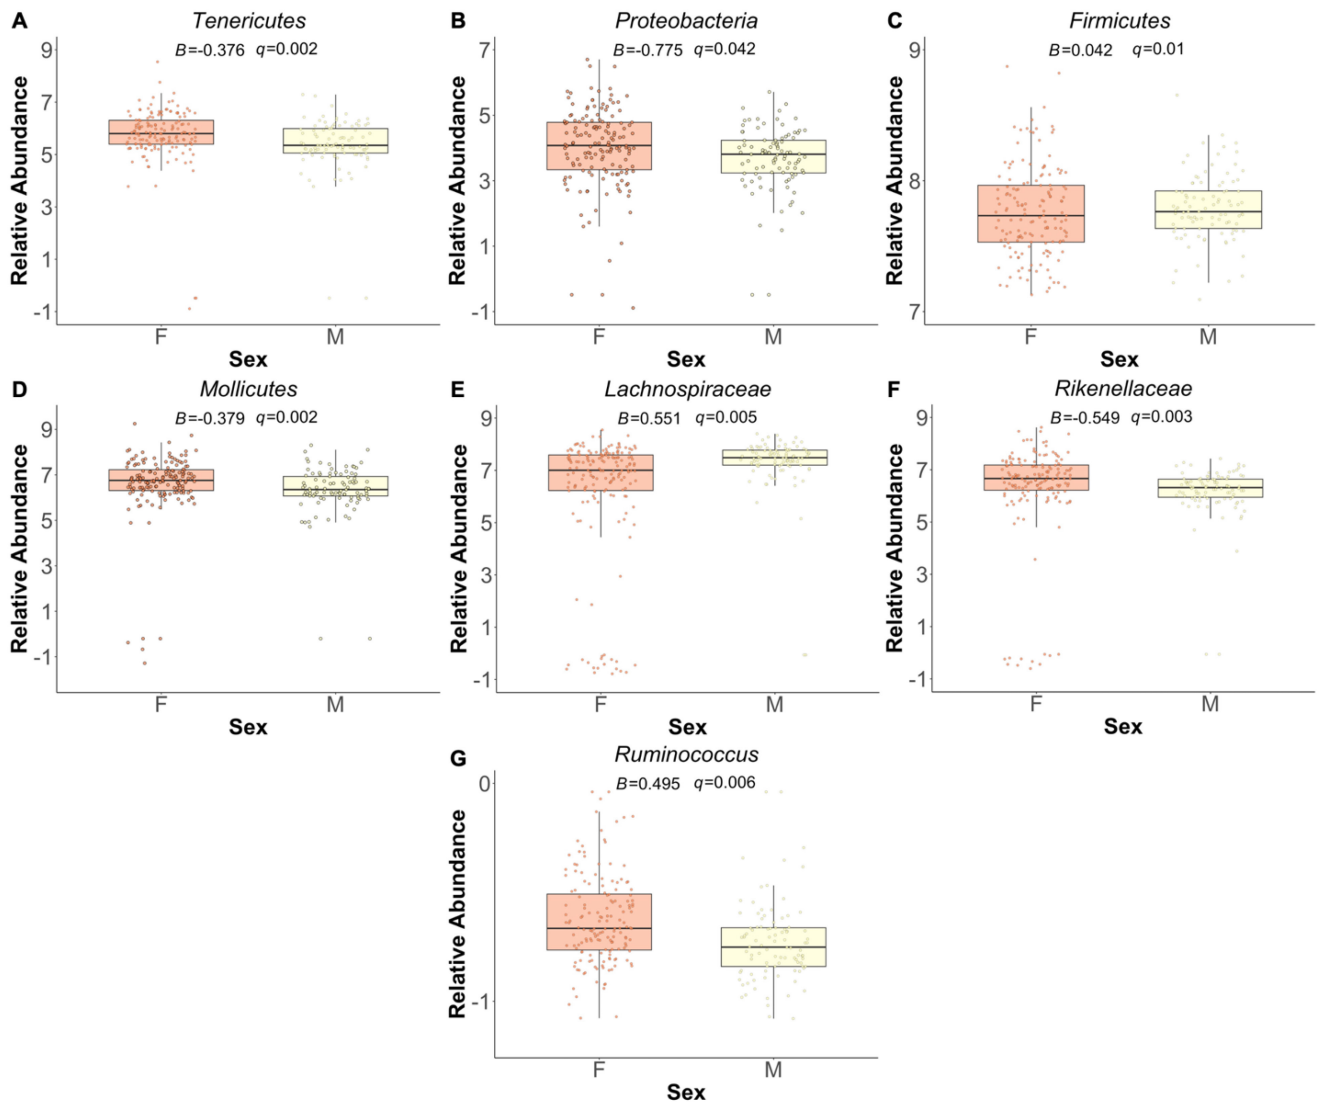 A Tenericutes
B=-0.376 q=0.002
Relative Abundance
9
7
5
3
1
-1
F M
Sex
B Proteobacteria
B=-0.775 q=0.042
Relative Abundance
7
5
3
1
-1
F M
Sex
C Firmicutes
B=0.042 q=0.01
Relative Abundance
9
8
7
F M
Sex
D Mollicutes
B=-0.379 q=0.002
Relative Abundance
9
7
5
3
1
-1
F M
Sex
E Lachnospiraceae
B=0.551 q=0.005
Relative Abundance
9
7
5
3
1
-1
F M
Sex
F Rikenellaceae
B=-0.549 q=0.003
Relative Abundance
9
7
5
3
1
-1
F M
Sex
G Ruminococcus
B=0.495 q=0.006
Relative Abundance
0
-1
F M
Sex